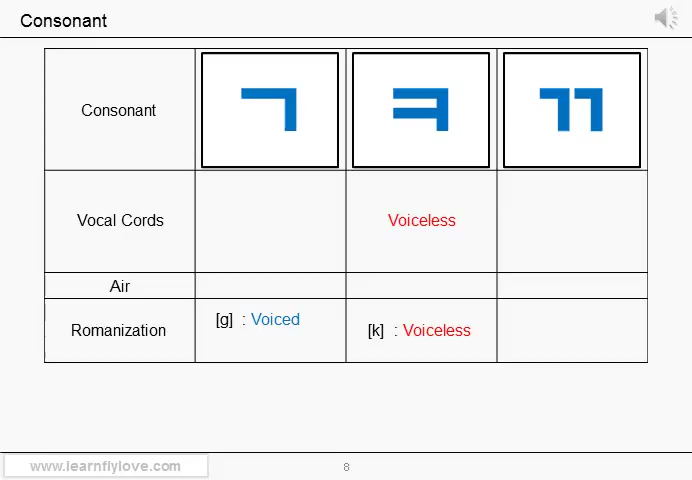 Consonant
Consonant ㄱ ㅋ ㄲ
Vocal Cords Voiceless
Air
Romanization [g] : Voiced [k] : Voiceless
www.learnflylove.com
8